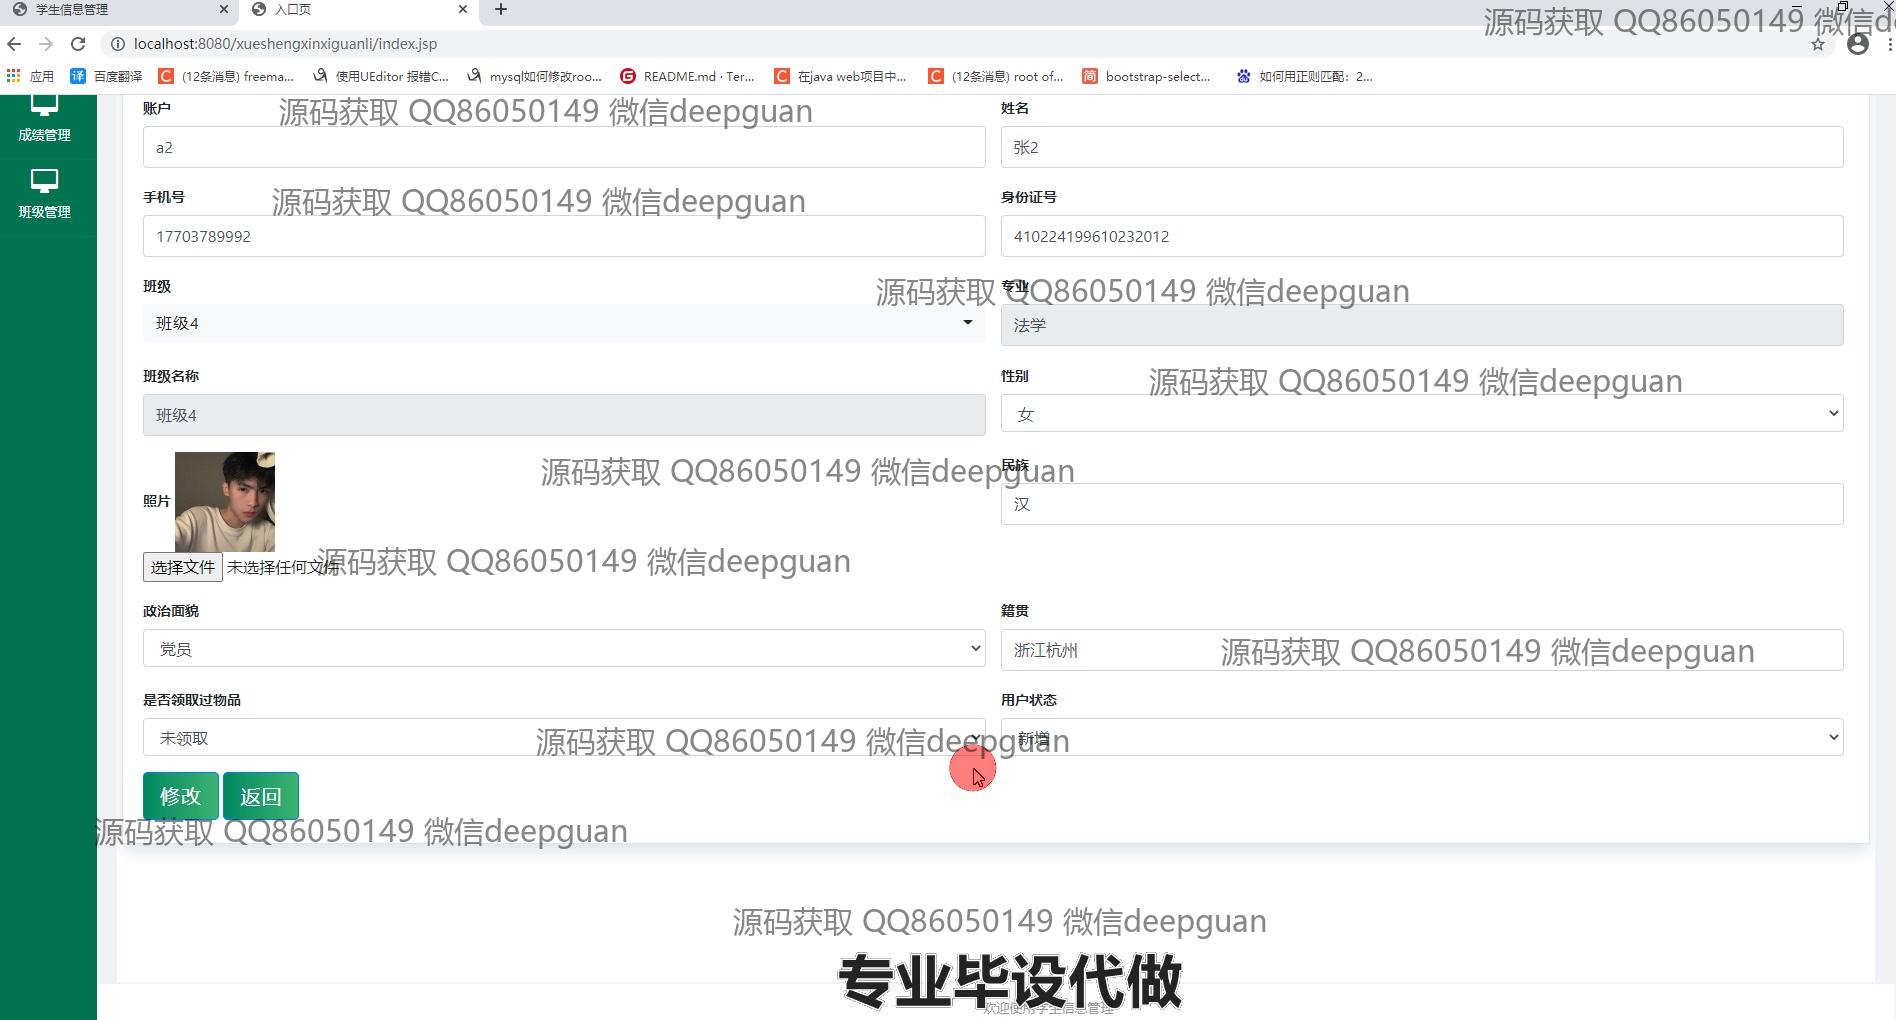 学生信息管理
入口页
源码获取 QQ86050149 微信deepguan
localhost:8080/xueshengxinxiguanli/index.jsp
应用
百度翻译
(12条消息) freema...
使用UEditor 报错C...
mysql如何修改roo...
README.md · Ter...
在java web项目中...
(12条消息) root of...
bootstrap-select...
如何用正则匹配：2...
成绩管理
班级管理
账户
源码获取 QQ86050149 微信deepguan
姓名
a2
张2
手机号
源码获取 QQ86050149 微信deepguan
身份证号
17703789992
410224199610232012
班级
源码获取 QQ86050149 微信deepguan
专业
班级4
法学
班级名称
性别
源码获取 QQ86050149 微信deepguan
班级4
女
照片
源码获取 QQ86050149 微信deepguan
民族
汉
选择文件 未选择任何文件
源码获取 QQ86050149 微信deepguan
政治面貌
籍贯
党员
浙江杭州
源码获取 QQ86050149 微信deepguan
是否领取过物品
用户状态
未领取
源码获取 QQ86050149 微信deepguan
新增
修改
返回
源码获取 QQ86050149 微信deepguan
源码获取 QQ86050149 微信deepguan
专业毕设代做
欢迎使用学生信息管理